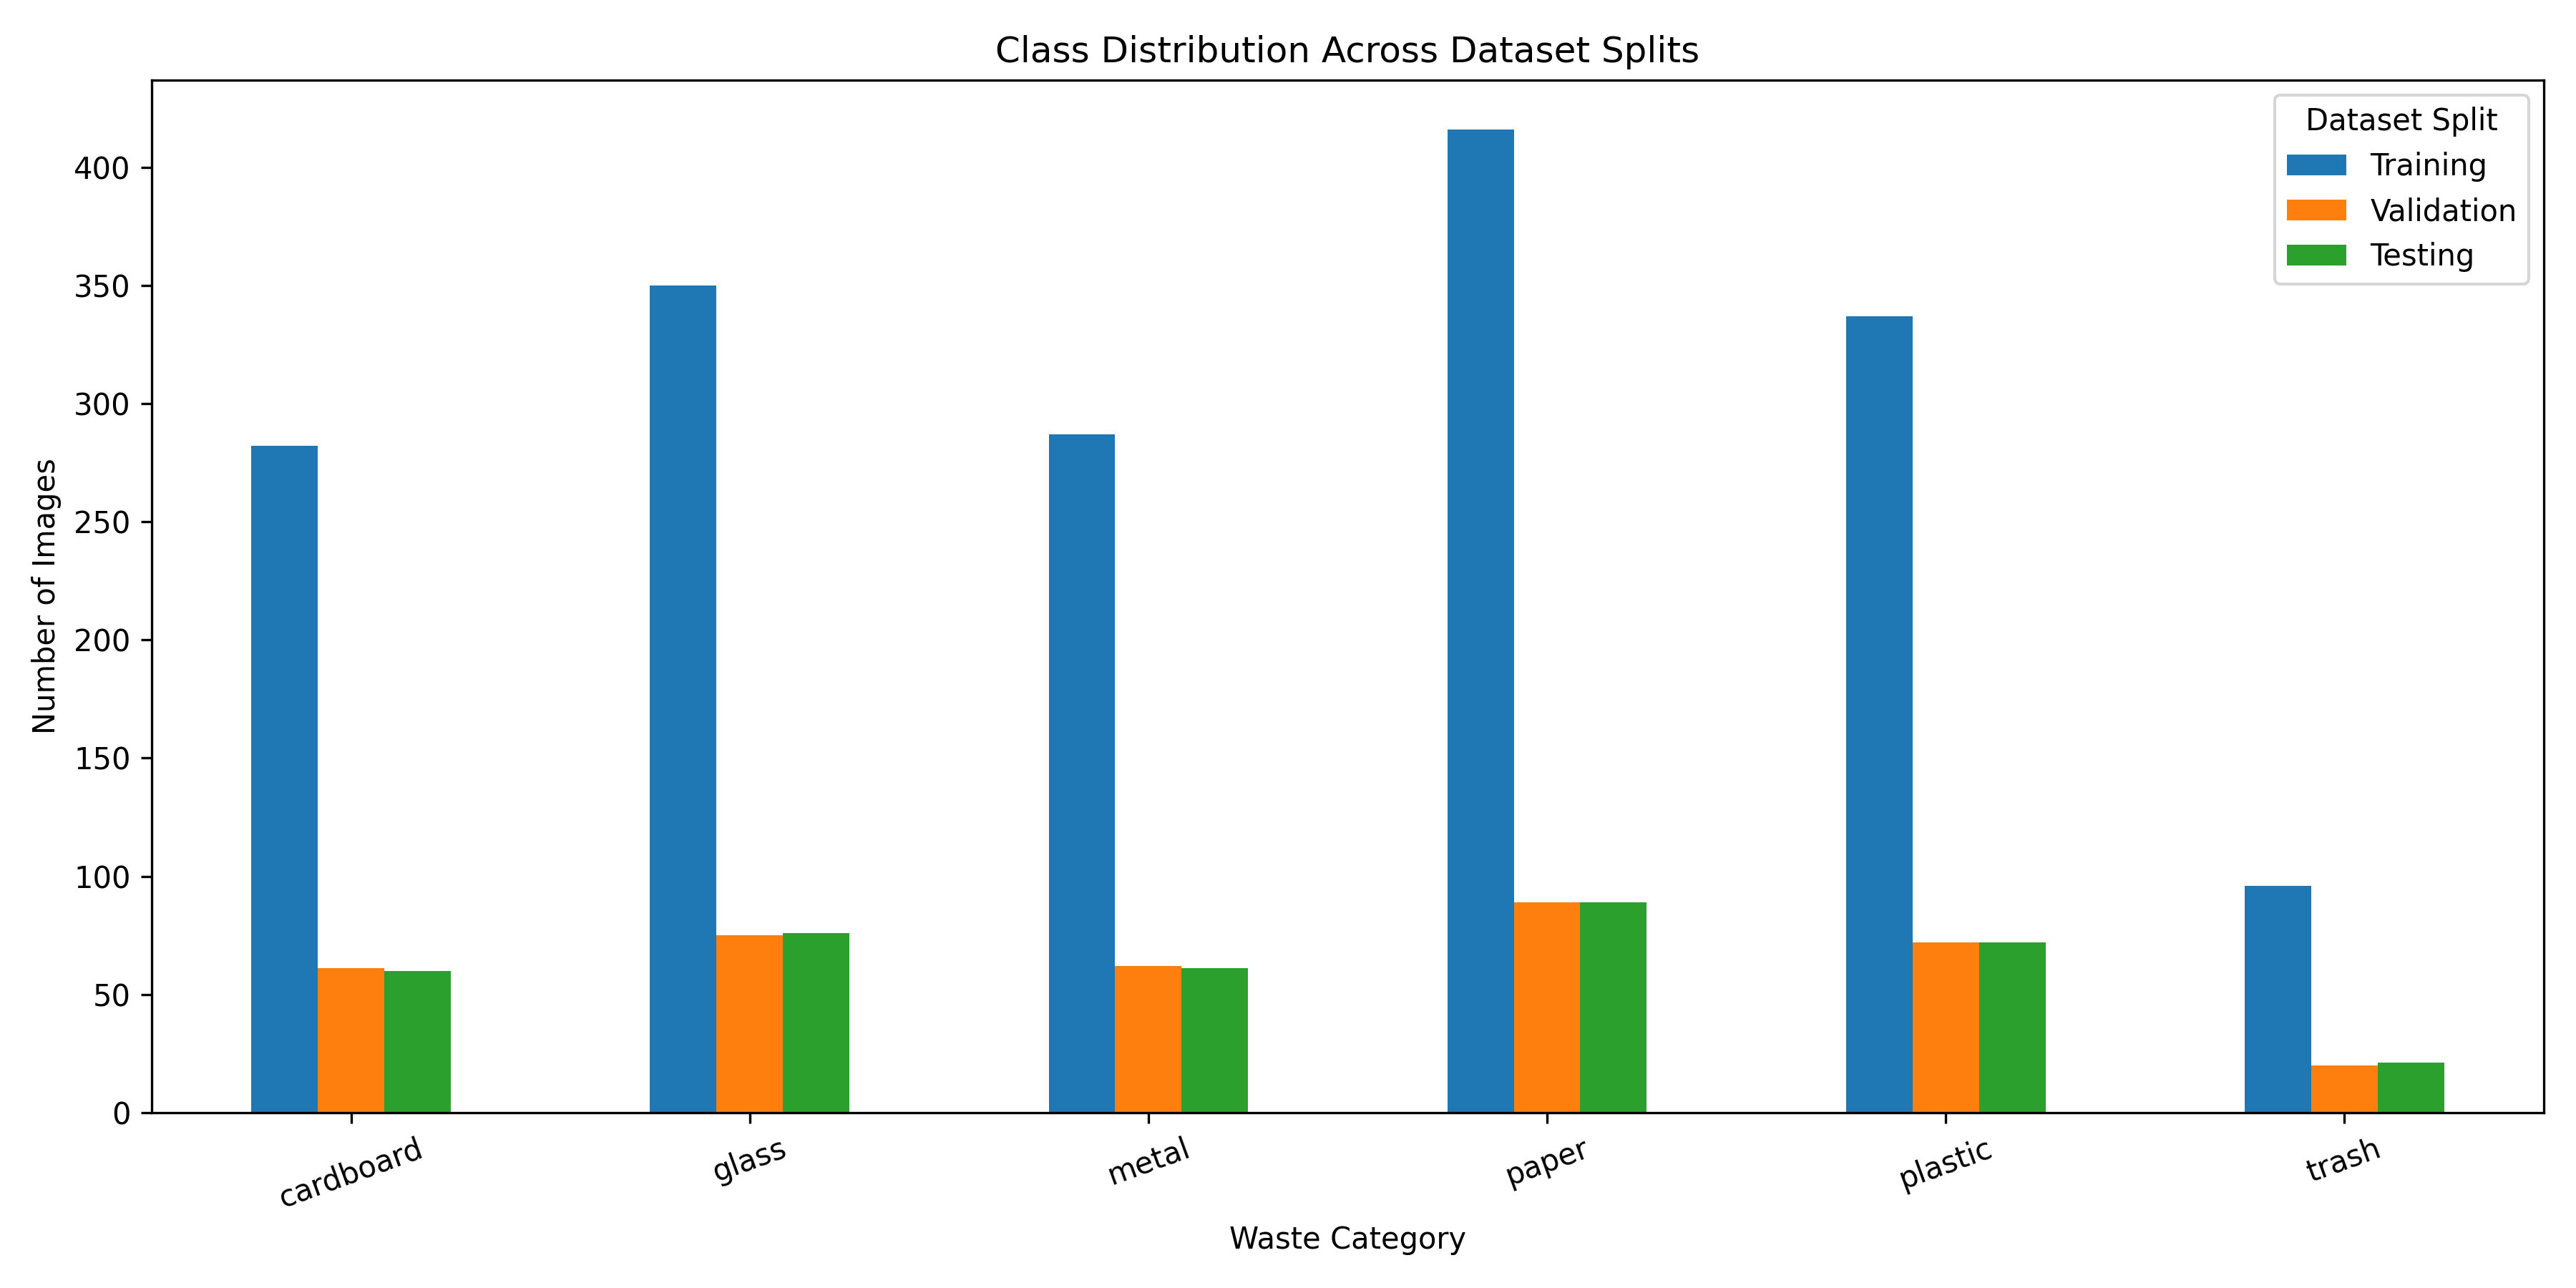 Class Distribution Across Dataset Splits
Dataset Split
Training
Validation
Testing
Number of Images
400
350
300
250
200
150
100
50
0
cardboard
glass
metal
paper
plastic
trash
Waste Category